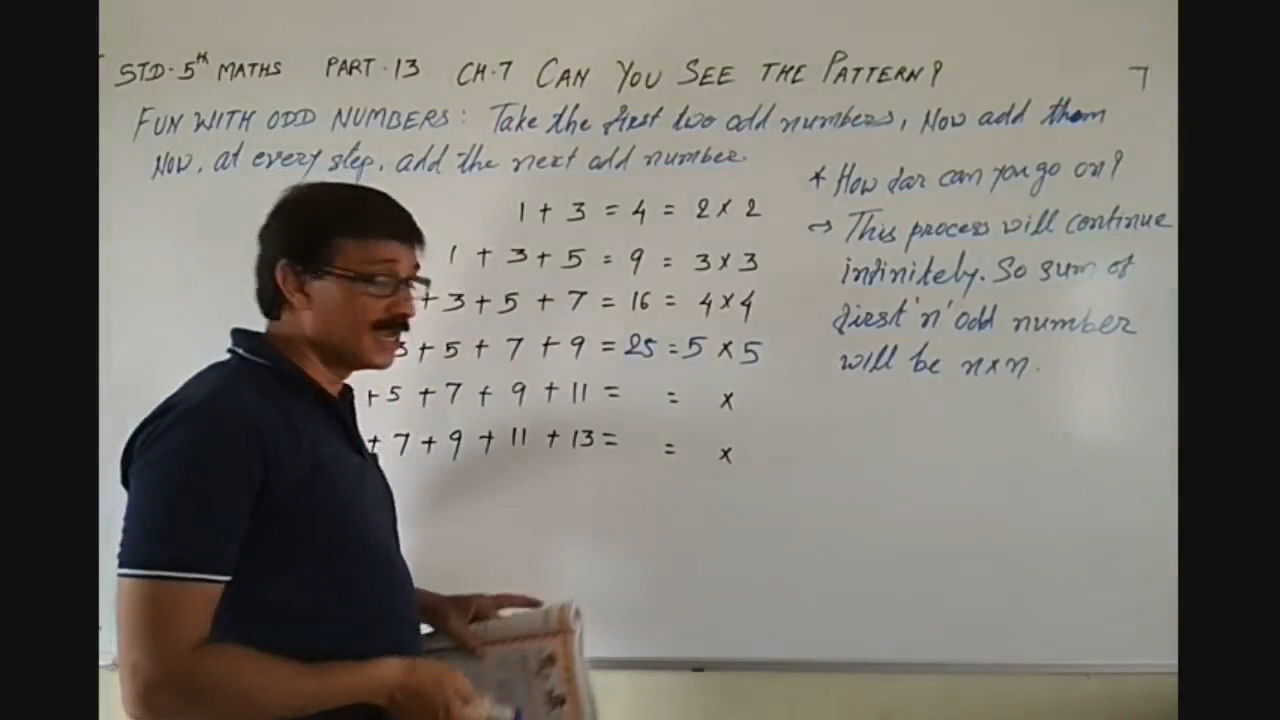 STD. 5th MATHS PART.13 CH.7 CAN YOU SEE THE PATTERN? 7
FUN WITH ODD NUMBERS: Take the first two odd numbers, Now add them
Now, at every step, add the next odd number.
1 + 3 = 4 = 2 × 2
1 + 3 + 5 = 9 = 3 × 3
+ 3 + 5 + 7 = 16 = 4 × 4
3 + 5 + 7 + 9 = 25 = 5 × 5
+ 5 + 7 + 9 + 11 = = ×
+ 7 + 9 + 11 + 13 = = ×
* How far can you go on?
→ This process will continue
infinitely. So sum of
first 'n' odd number
will be n×n.